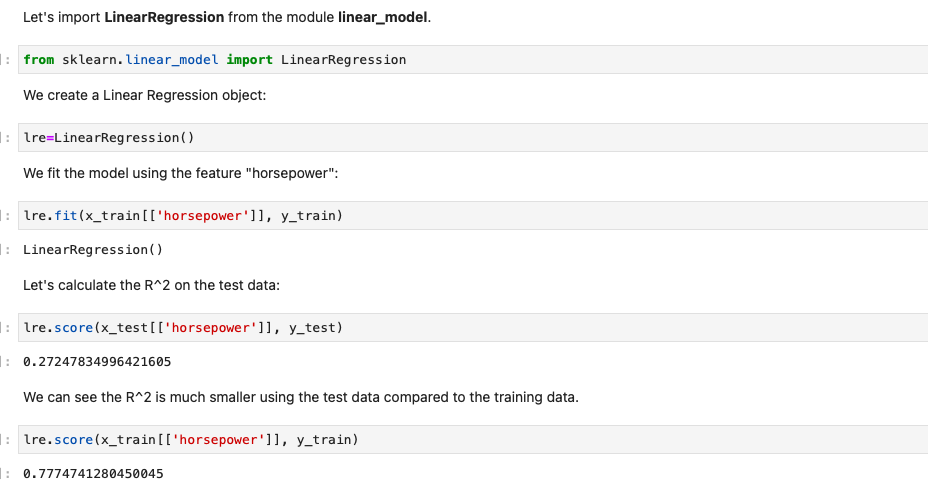 Let's import LinearRegression from the module linear_model.
]: from sklearn.linear_model import LinearRegression
We create a Linear Regression object:
]: lre=LinearRegression()
We fit the model using the feature "horsepower":
]: lre.fit(x_train[['horsepower']], y_train)
]: LinearRegression()
Let's calculate the R^2 on the test data:
]: lre.score(x_test[['horsepower']], y_test)
]: 0.27247834996421605
We can see the R^2 is much smaller using the test data compared to the training data.
]: lre.score(x_train[['horsepower']], y_train)
]: 0.7774741280450045